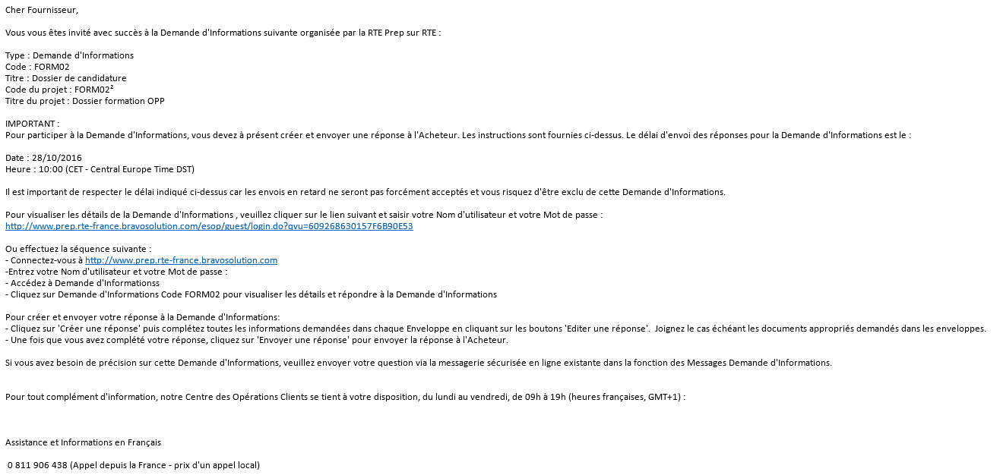 Cher Fournisseur,
Vous vous êtes invité avec succès à la Demande d'Informations suivante organisée par la RTE Prep sur RTE :
Type : Demande d'Informations
Code : FORM02
Titre : Dossier de candidature
Code du projet : FORM02²
Titre du projet : Dossier formation OPP
IMPORTANT :
Pour participer à la Demande d'Informations, vous devez à présent créer et envoyer une réponse à l'Acheteur. Les instructions sont fournies ci-dessus. Le délai d'envoi des réponses pour la Demande d'Informations est le :
Date : 28/10/2016
Heure : 10:00 (CET - Central Europe Time DST)
Il est important de respecter le délai indiqué ci-dessus car les envois en retard ne seront pas forcément acceptés et vous risquez d'être exclu de cette Demande d'Informations.
Pour visualiser les détails de la Demande d'Informations , veuillez cliquer sur le lien suivant et saisir votre Nom d'utilisateur et votre Mot de passe :
http://www.prep.rte-france.bravosolution.com/esop/guest/login.do?qvu=609268630157F6B90E53
Ou effectuez la séquence suivante :
- Connectez-vous à http://www.prep.rte-france.bravosolution.com
-Entrez votre Nom d'utilisateur et votre Mot de passe :
- Accédez à Demande d'Informationss
- Cliquez sur Demande d'Informations Code FORM02 pour visualiser les détails et répondre à la Demande d'Informations
Pour créer et envoyer votre réponse à la Demande d'Informations:
- Cliquez sur 'Créer une réponse' puis complétez toutes les informations demandées dans chaque Enveloppe en cliquant sur les boutons 'Editer une réponse'.  Joignez le cas échéant les documents appropriés demandés dans les enveloppes.
- Une fois que vous avez complété votre réponse, cliquez sur 'Envoyer une réponse' pour envoyer la réponse à l'Acheteur.
Si vous avez besoin de précision sur cette Demande d'Informations, veuillez envoyer votre question via la messagerie sécurisée en ligne existante dans la fonction des Messages Demande d'Informations.
Pour tout complément d'information, notre Centre des Opérations Clients se tient à votre disposition, du lundi au vendredi, de 09h à 19h (heures françaises, GMT+1) :
Assistance et Informations en Français
0 811 906 438 (Appel depuis la France - prix d'un appel local)